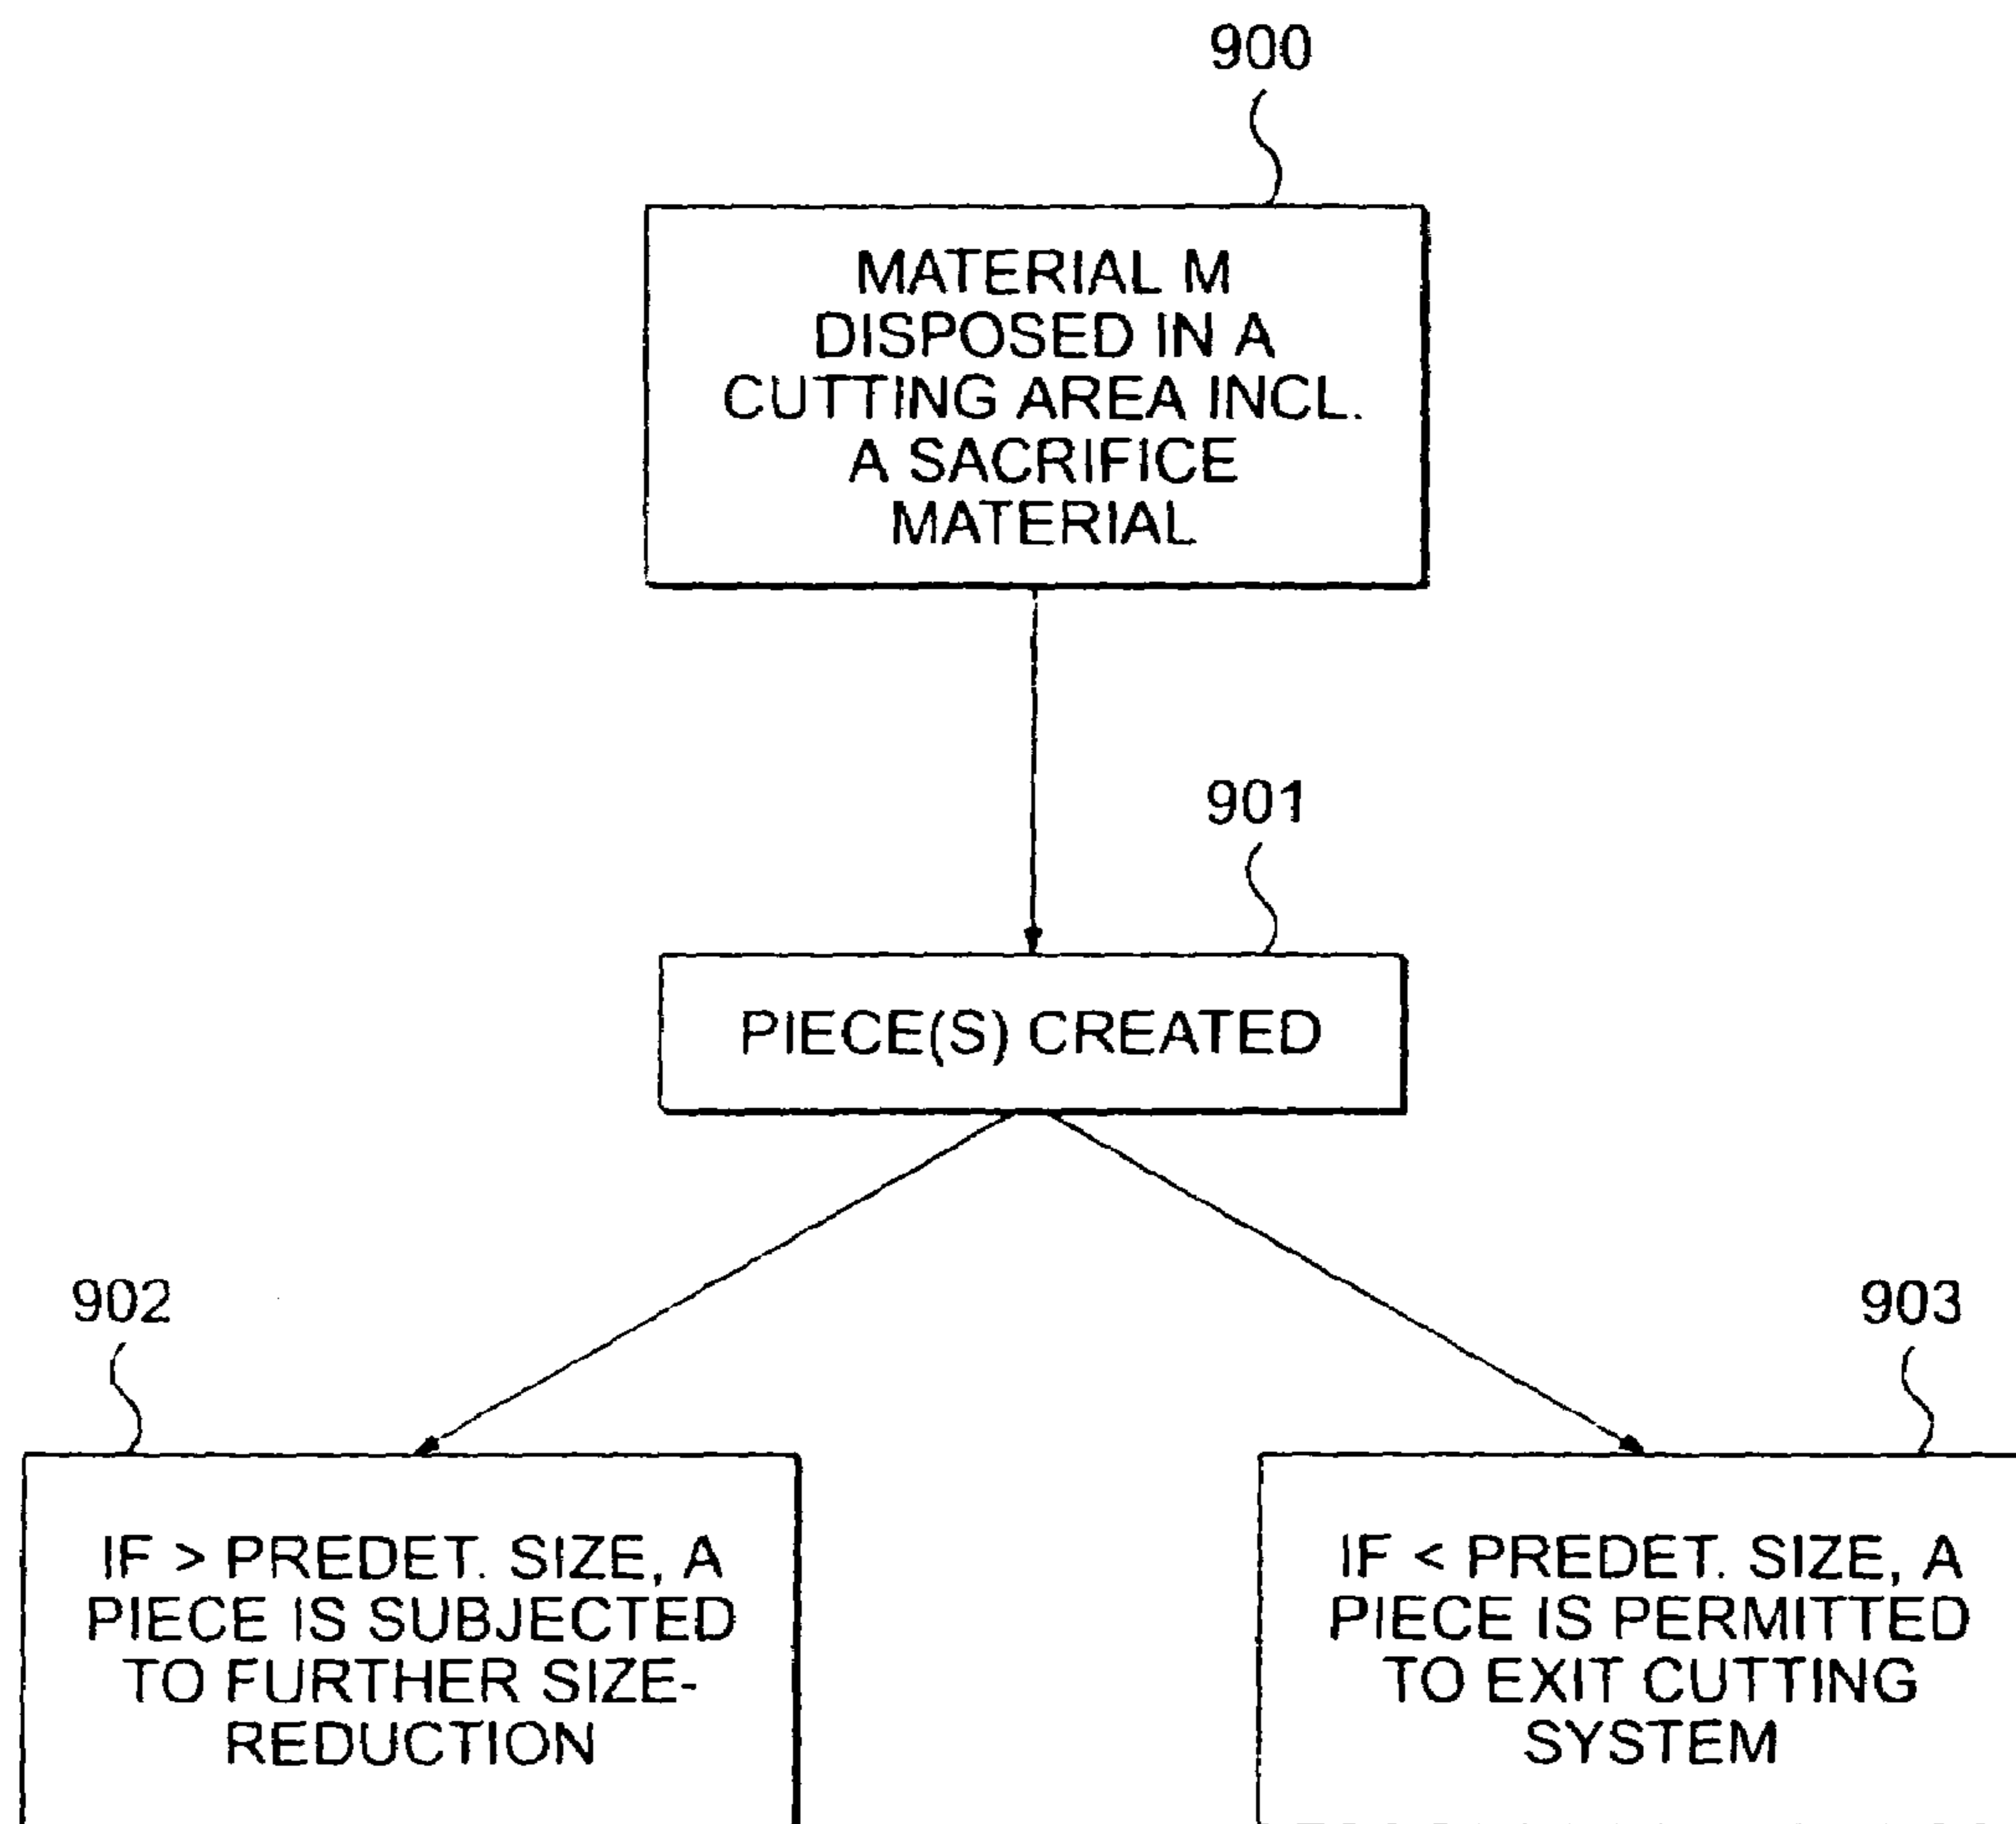 900
MATERIAL M
DISPOSED IN A
CUTTING AREA INCL.
A SACRIFICE
MATERIAL
901
PIECE(S) CREATED
902
IF > PREDET. SIZE, A
PIECE IS SUBJECTED
TO FURTHER SIZE-
REDUCTION
903
IF < PREDET. SIZE, A
PIECE IS PERMITTED
TO EXIT CUTTING
SYSTEM